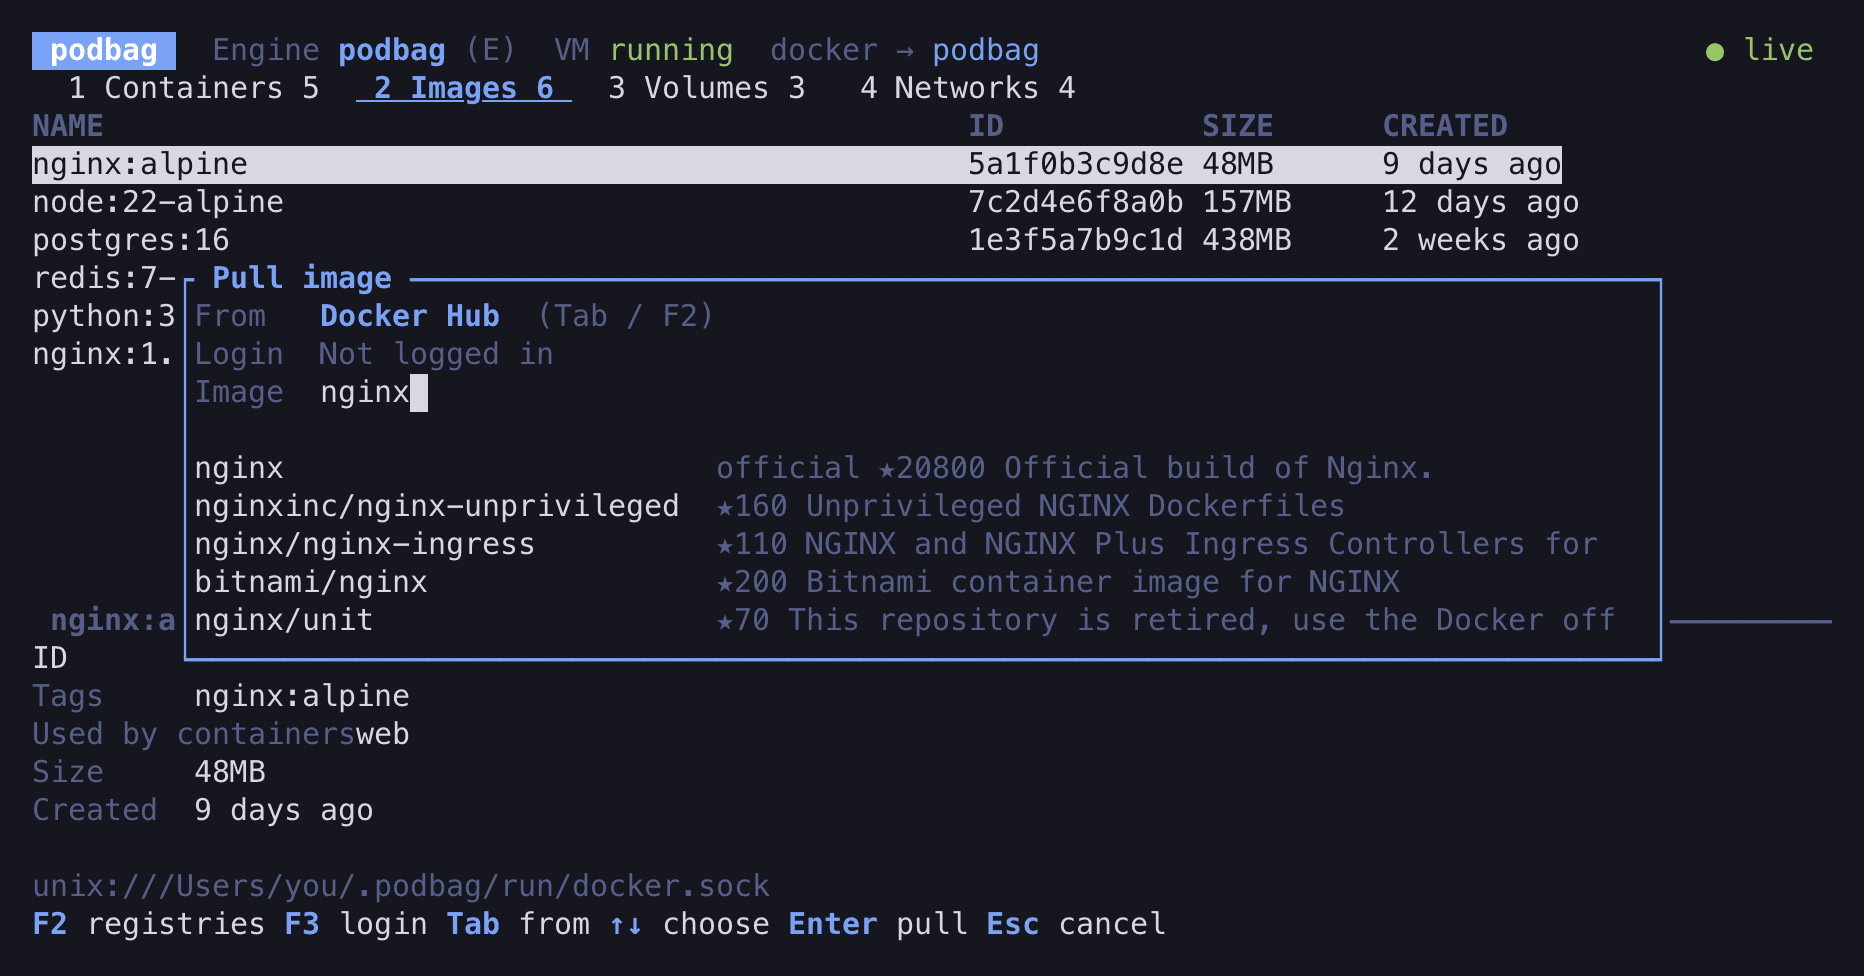 podbag Engine podbag (E) VM running docker → podbag ● live
1 Containers 5 2 Images 6 3 Volumes 3 4 Networks 4
NAME ID SIZE CREATED
nginx:alpine 5a1f0b3c9d8e 48MB 9 days ago
node:22-alpine 7c2d4e6f8a0b 157MB 12 days ago
postgres:16 1e3f5a7b9c1d 438MB 2 weeks ago
redis:7- Pull image
python:3 From Docker Hub (Tab / F2)
nginx:1. Login Not logged in
Image nginx
nginx official ★20800 Official build of Nginx.
nginxinc/nginx-unprivileged ★160 Unprivileged NGINX Dockerfiles
nginx/nginx-ingress ★110 NGINX and NGINX Plus Ingress Controllers for
bitnami/nginx ★200 Bitnami container image for NGINX
nginx:a nginx/unit ★70 This repository is retired, use the Docker off
ID
Tags nginx:alpine
Used by containersweb
Size 48MB
Created 9 days ago
unix:///Users/you/.podbag/run/docker.sock
F2 registries F3 login Tab from ↑↓ choose Enter pull Esc cancel